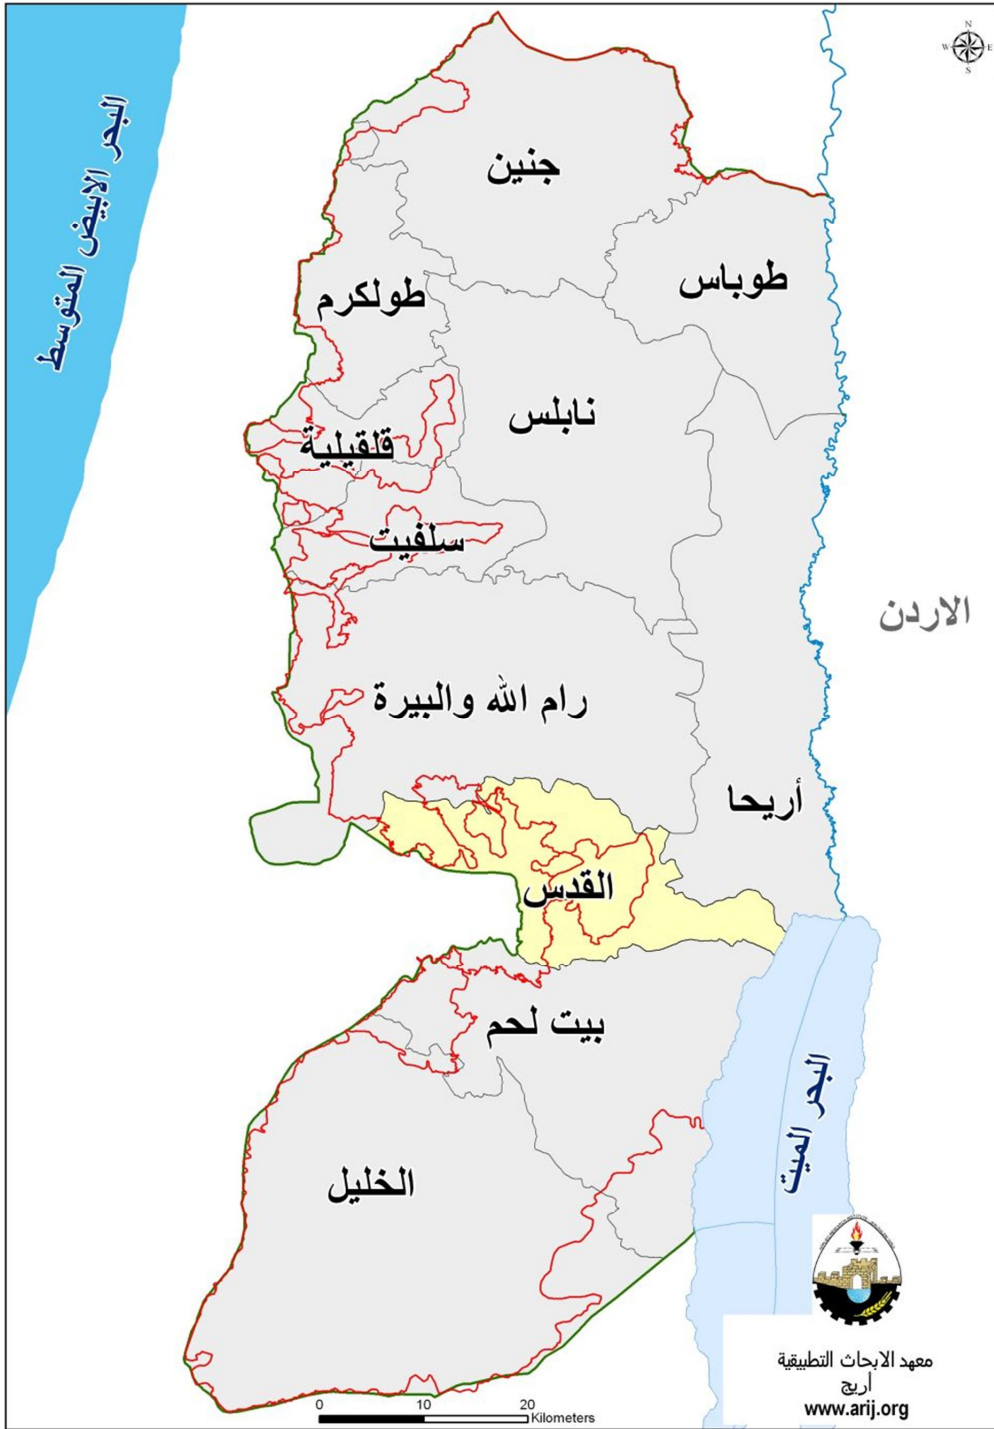 N
W E
S
البحر الابيض المتوسط
جنين
طوباس
طولكرم
نابلس
قلقيلية
سلفيت
الاردن
رام الله والبيرة
أريحا
القدس
بيت لحم
البحر الميت
الخليل
معهد الابحاث التطبيقية
أريج
www.arij.org
0 10 20
Kilometers